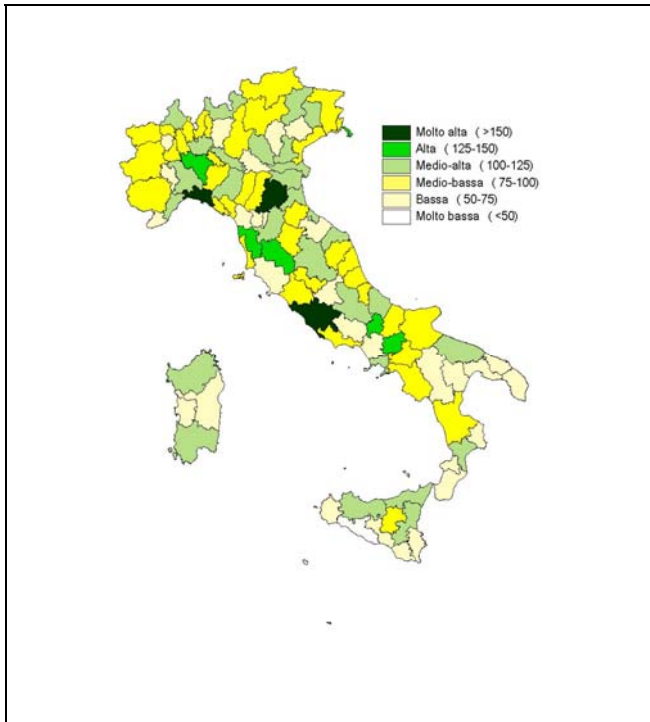 Molto alta ( >150)
Alta ( 125-150)
Medio-alta ( 100-125)
Medio-bassa ( 75-100)
Bassa ( 50-75)
Molto bassa ( <50)